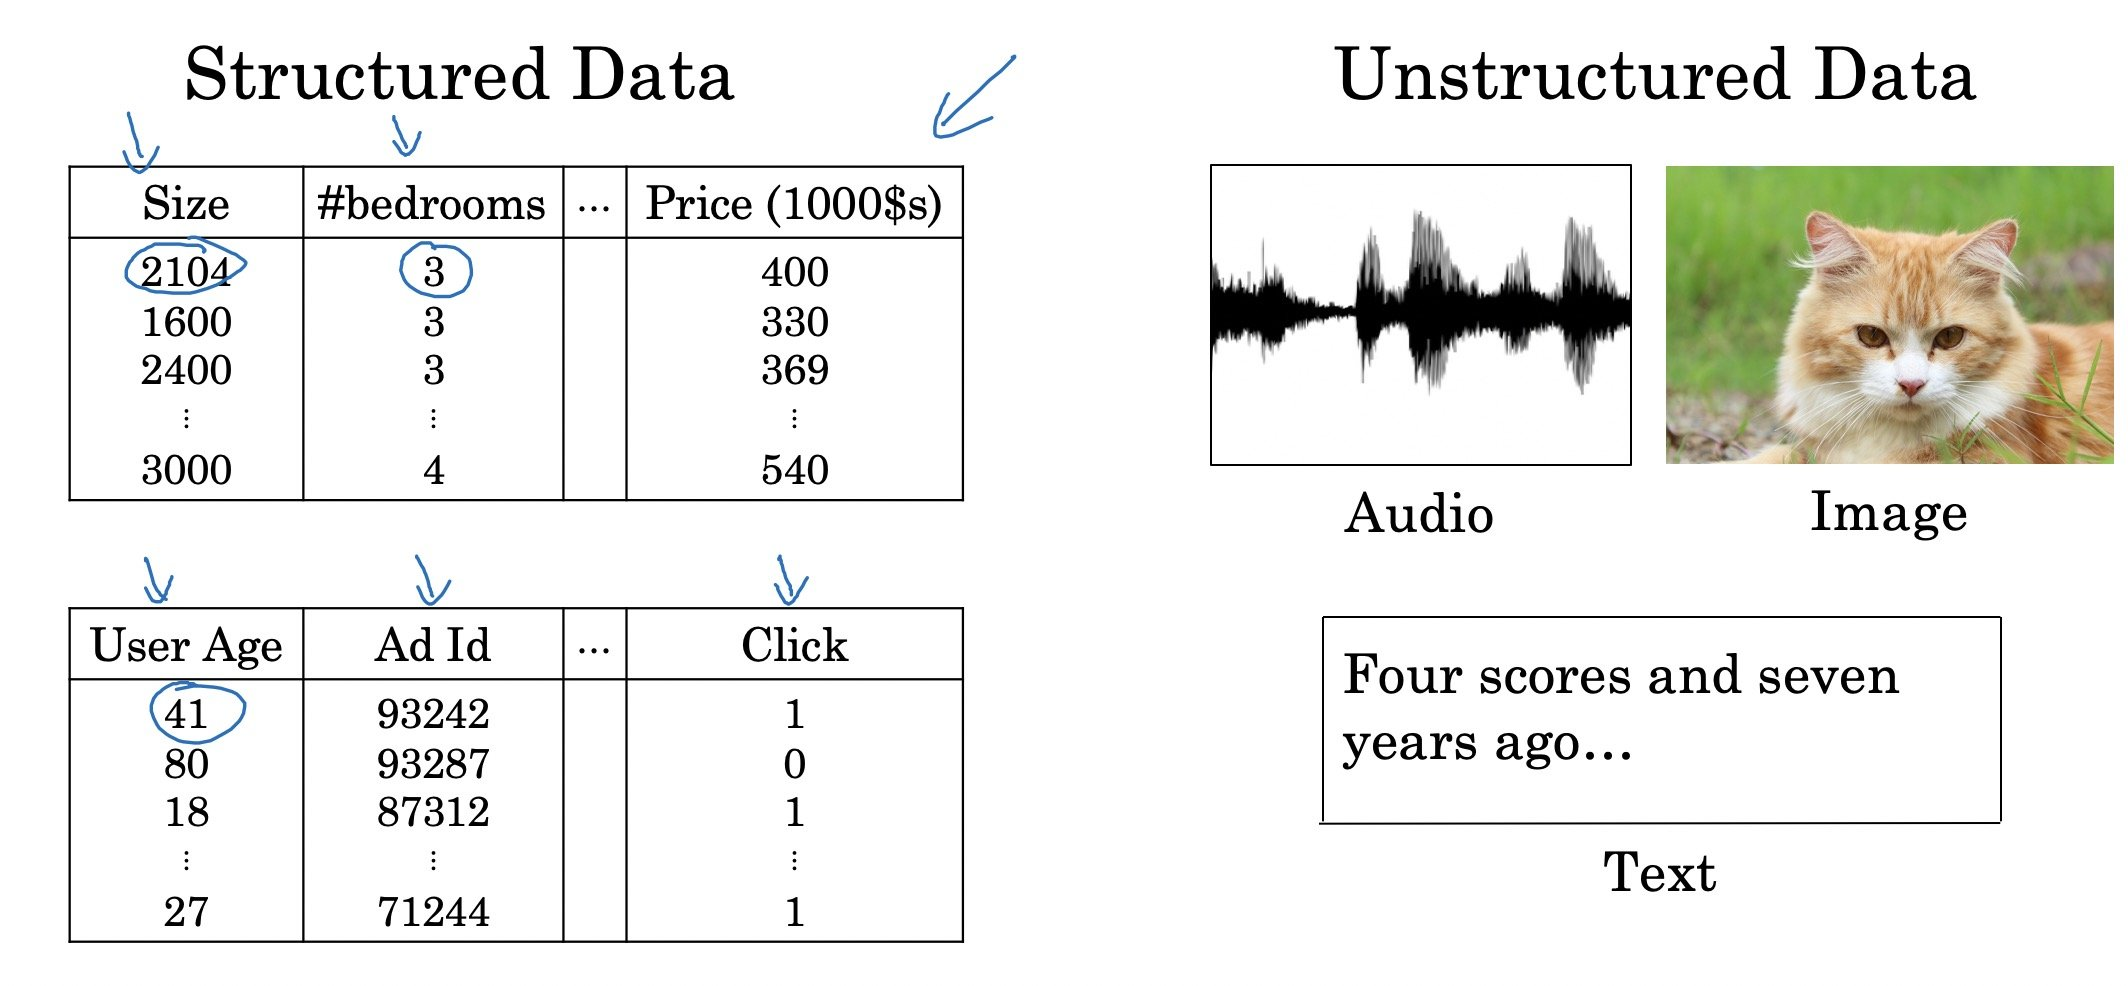 Structured Data
Size #bedrooms ... Price (1000$s)
2104 3 400
1600 3 330
2400 3 369
⋮ ⋮ ⋮
3000 4 540
User Age Ad Id ... Click
41 93242 1
80 93287 0
18 87312 1
⋮ ⋮ ⋮
27 71244 1
Unstructured Data
Audio Image
Four scores and seven
years ago...
Text